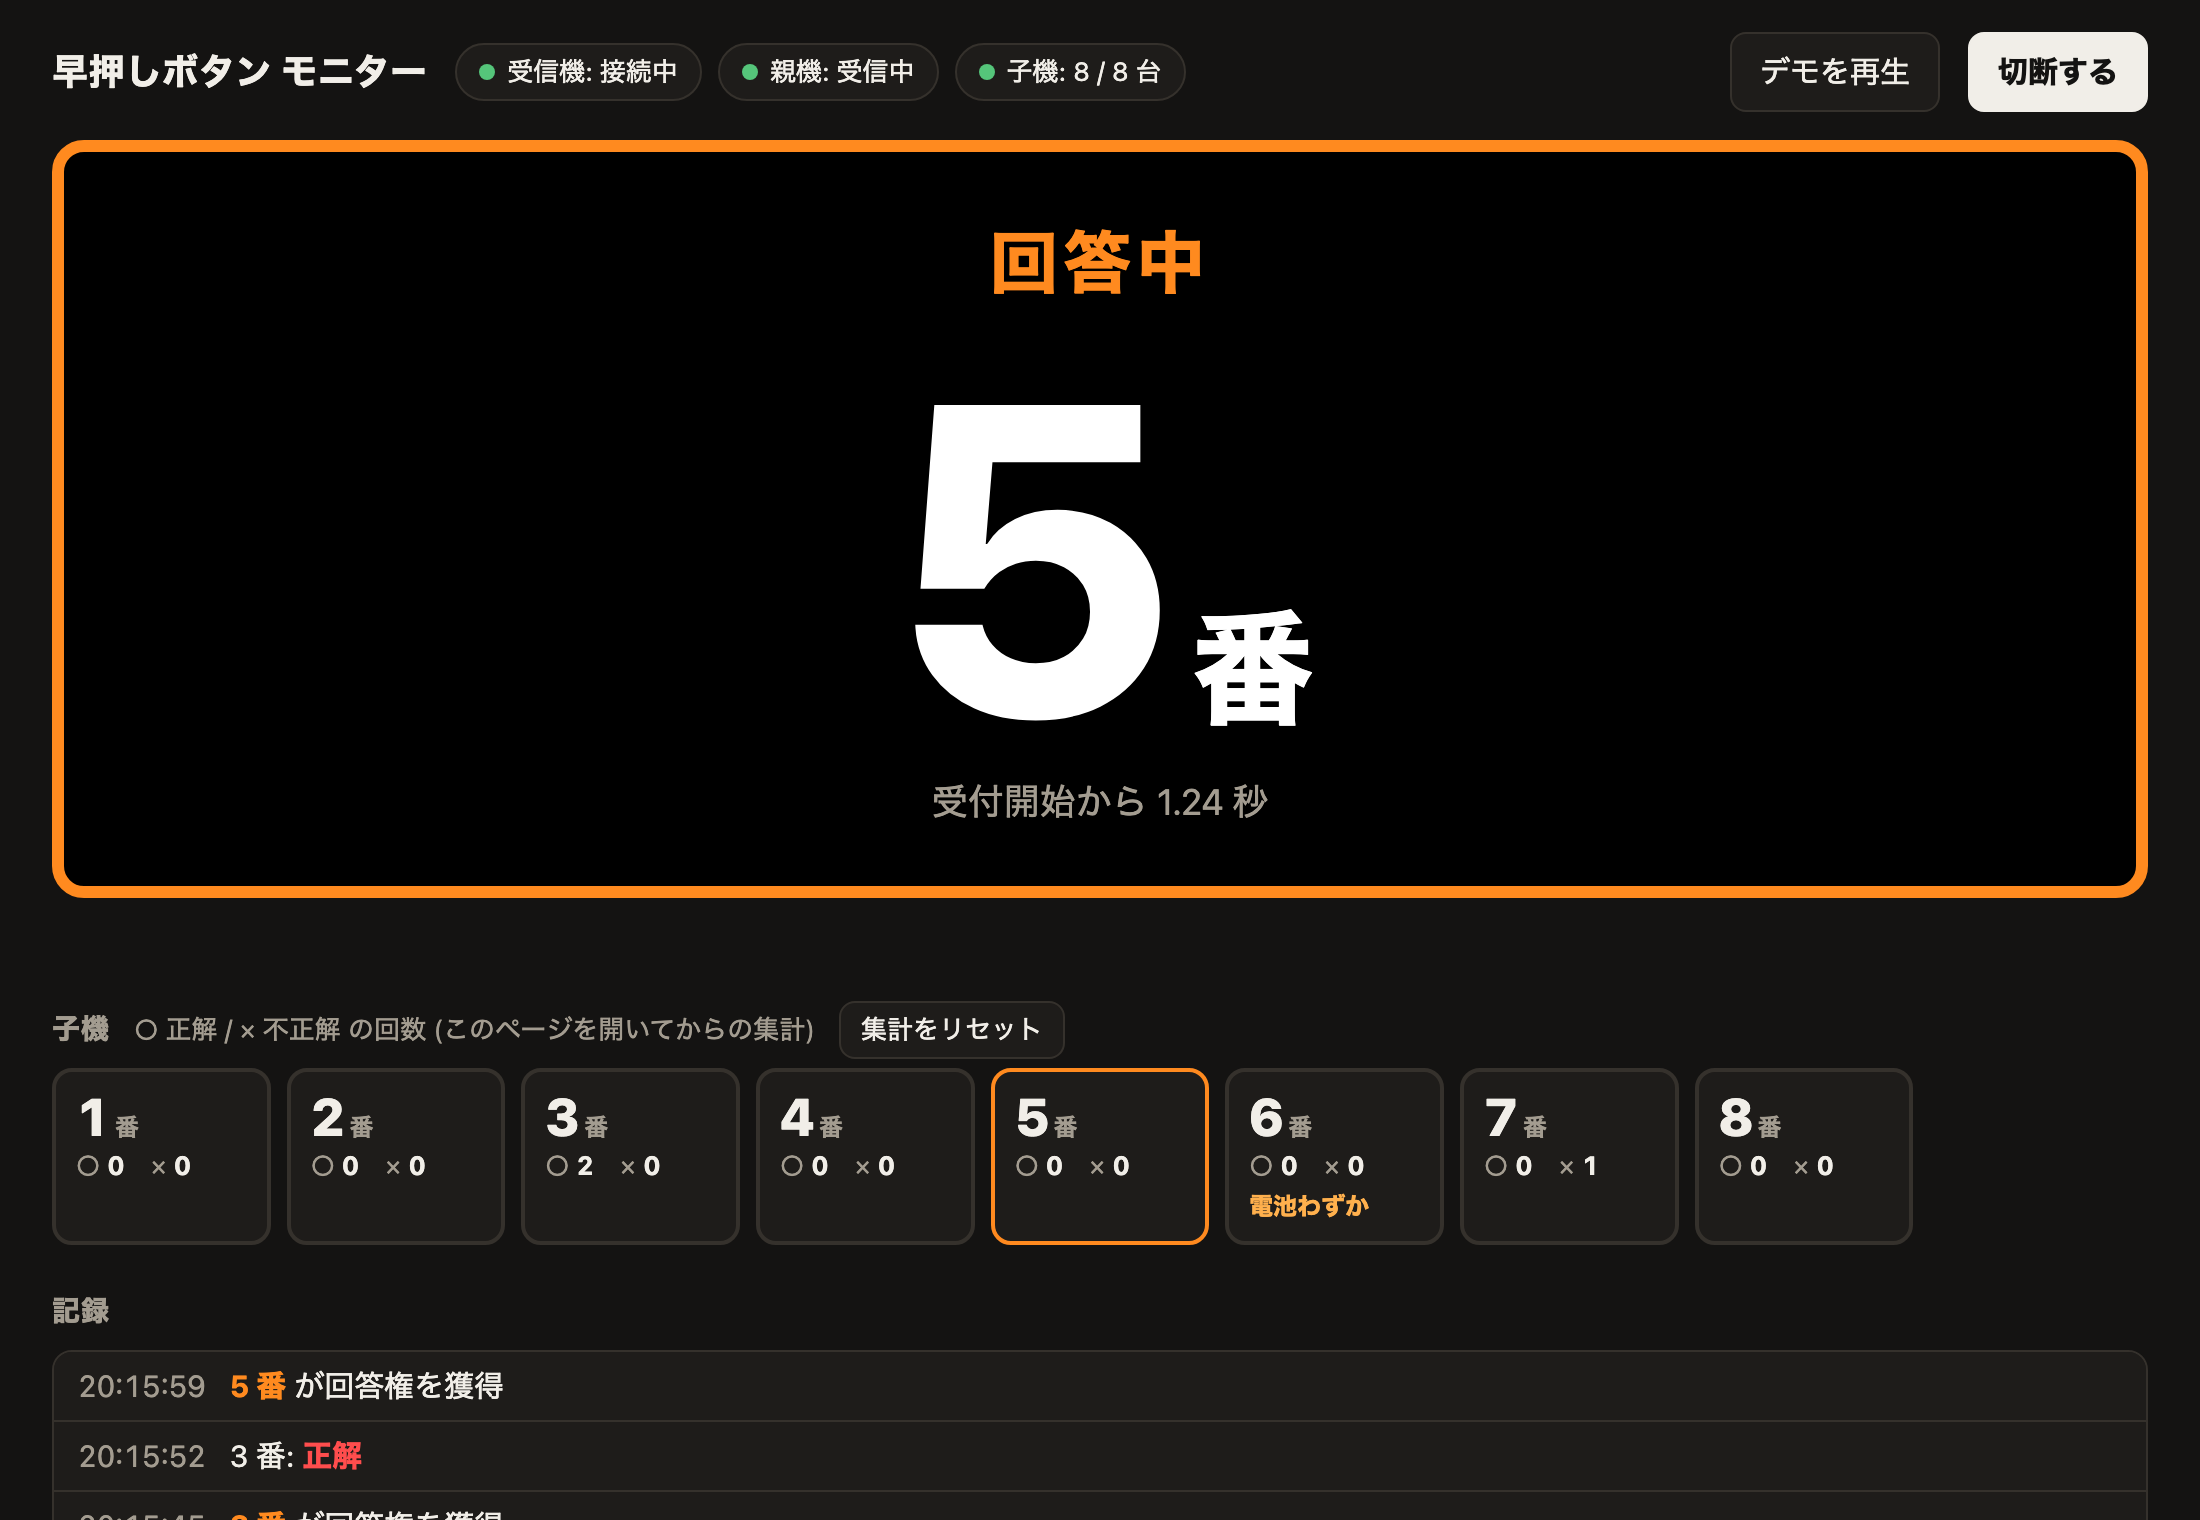 早押しボタン モニター
受信機: 接続中
親機: 受信中
子機: 8 / 8 台
デモを再生
切断する
回答中
5 番
受付開始から 1.24 秒
子機 ○ 正解 / × 不正解 の回数 (このページを開いてからの集計) 集計をリセット
1 番
○ 0 × 0
2 番
○ 0 × 0
3 番
○ 2 × 0
4 番
○ 0 × 0
5 番
○ 0 × 0
6 番
○ 0 × 0
電池わずか
7 番
○ 0 × 1
8 番
○ 0 × 0
記録
20:15:59 5 番 が回答権を獲得
20:15:52 3 番: 正解
が回答権を獲得